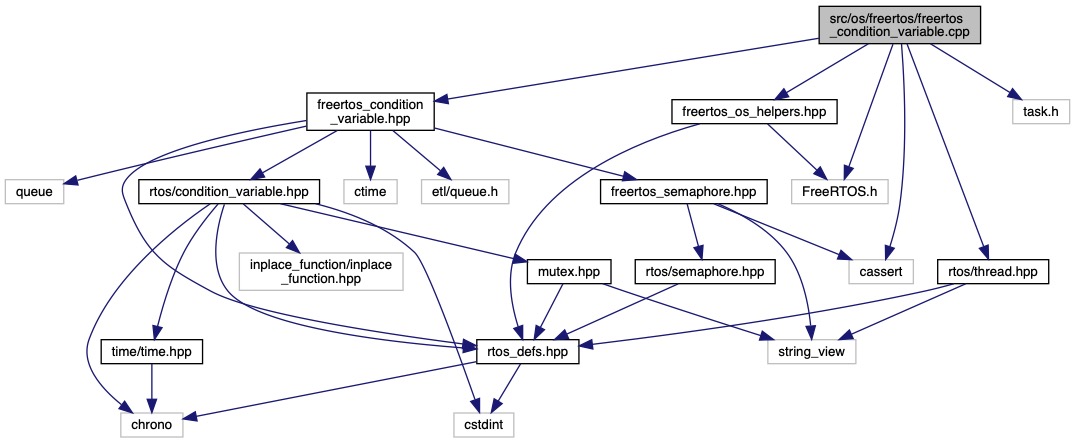 src/os/freertos/freertos
_condition_variable.cpp
freertos_condition
_variable.hpp
freertos_os_helpers.hpp
task.h
queue
rtos/condition_variable.hpp
ctime
etl/queue.h
freertos_semaphore.hpp
FreeRTOS.h
inplace_function/inplace
_function.hpp
mutex.hpp
rtos/semaphore.hpp
cassert
rtos/thread.hpp
time/time.hpp
rtos_defs.hpp
string_view
chrono
cstdint